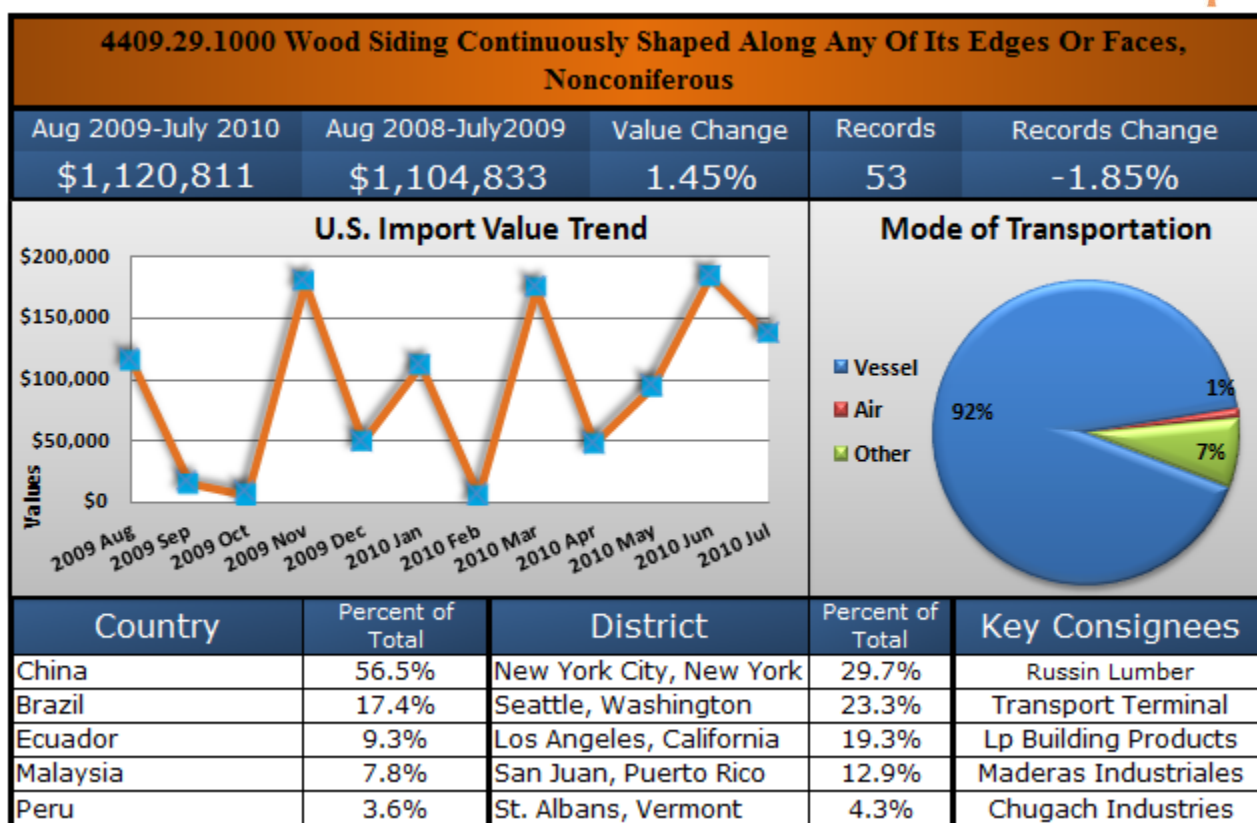 4409.29.1000 Wood Siding Continuously Shaped Along Any Of Its Edges Or Faces,
Nonconiferous
Aug 2009-July 2010 Aug 2008-July2009 Value Change Records Records Change
$1,120,811 $1,104,833 1.45% 53 -1.85%
U.S. Import Value Trend
$200,000
$150,000
$100,000
$50,000
$0
Values
2009 Aug
2009 Sep
2009 Oct
2009 Nov
2009 Dec
2010 Jan
2010 Feb
2010 Mar
2010 Apr
2010 May
2010 Jun
2010 Jul
Mode of Transportation
Vessel
Air
Other
92%
1%
7%
Country Percent of Total District Percent of Total Key Consignees
China 56.5% New York City, New York 29.7% Russin Lumber
Brazil 17.4% Seattle, Washington 23.3% Transport Terminal
Ecuador 9.3% Los Angeles, California 19.3% Lp Building Products
Malaysia 7.8% San Juan, Puerto Rico 12.9% Maderas Industriales
Peru 3.6% St. Albans, Vermont 4.3% Chugach Industries